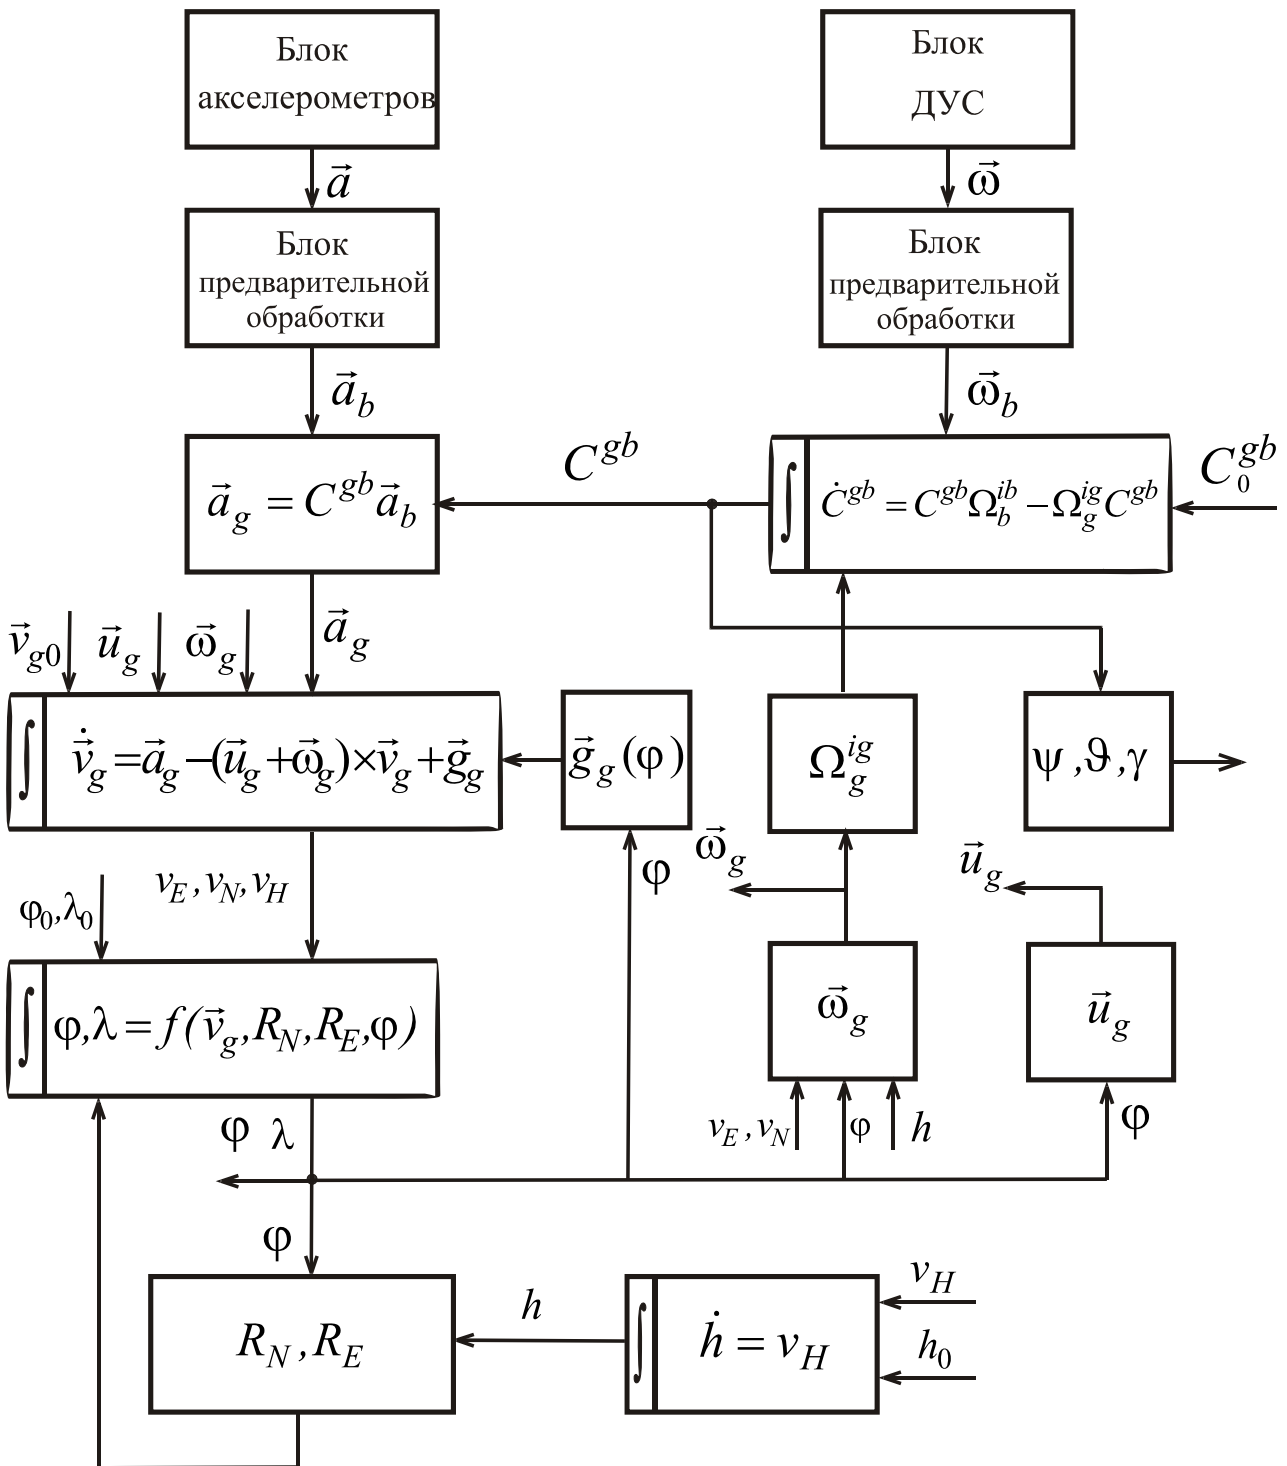 Блок
акселерометров
Блок
ДУС
a⃗
ω⃗
Блок
предварительной
обработки
Блок
предварительной
обработки
a⃗_b
ω⃗_b
a⃗_g = C^{gb} a⃗_b
C^{gb}
∫ Ċ^{gb} = C^{gb} Ω_b^{ib} − Ω_g^{ig} C^{gb}
C_0^{gb}
v⃗_{g0} u⃗_g ω⃗_g a⃗_g
∫ v⃗̇_g = a⃗_g − (u⃗_g + ω⃗_g) × v⃗_g + g⃗_g
g⃗_g (φ)
Ω_g^{ig}
ψ, ϑ, γ
v_E, v_N, v_H
φ_0, λ_0
φ
ω⃗_g
u⃗_g
∫ φ, λ = f(v⃗_g, R_N, R_E, φ)
ω⃗_g
u⃗_g
φ λ
v_E, v_N φ h
φ
φ
R_N, R_E
h
∫ ḣ = v_H
v_H
h_0